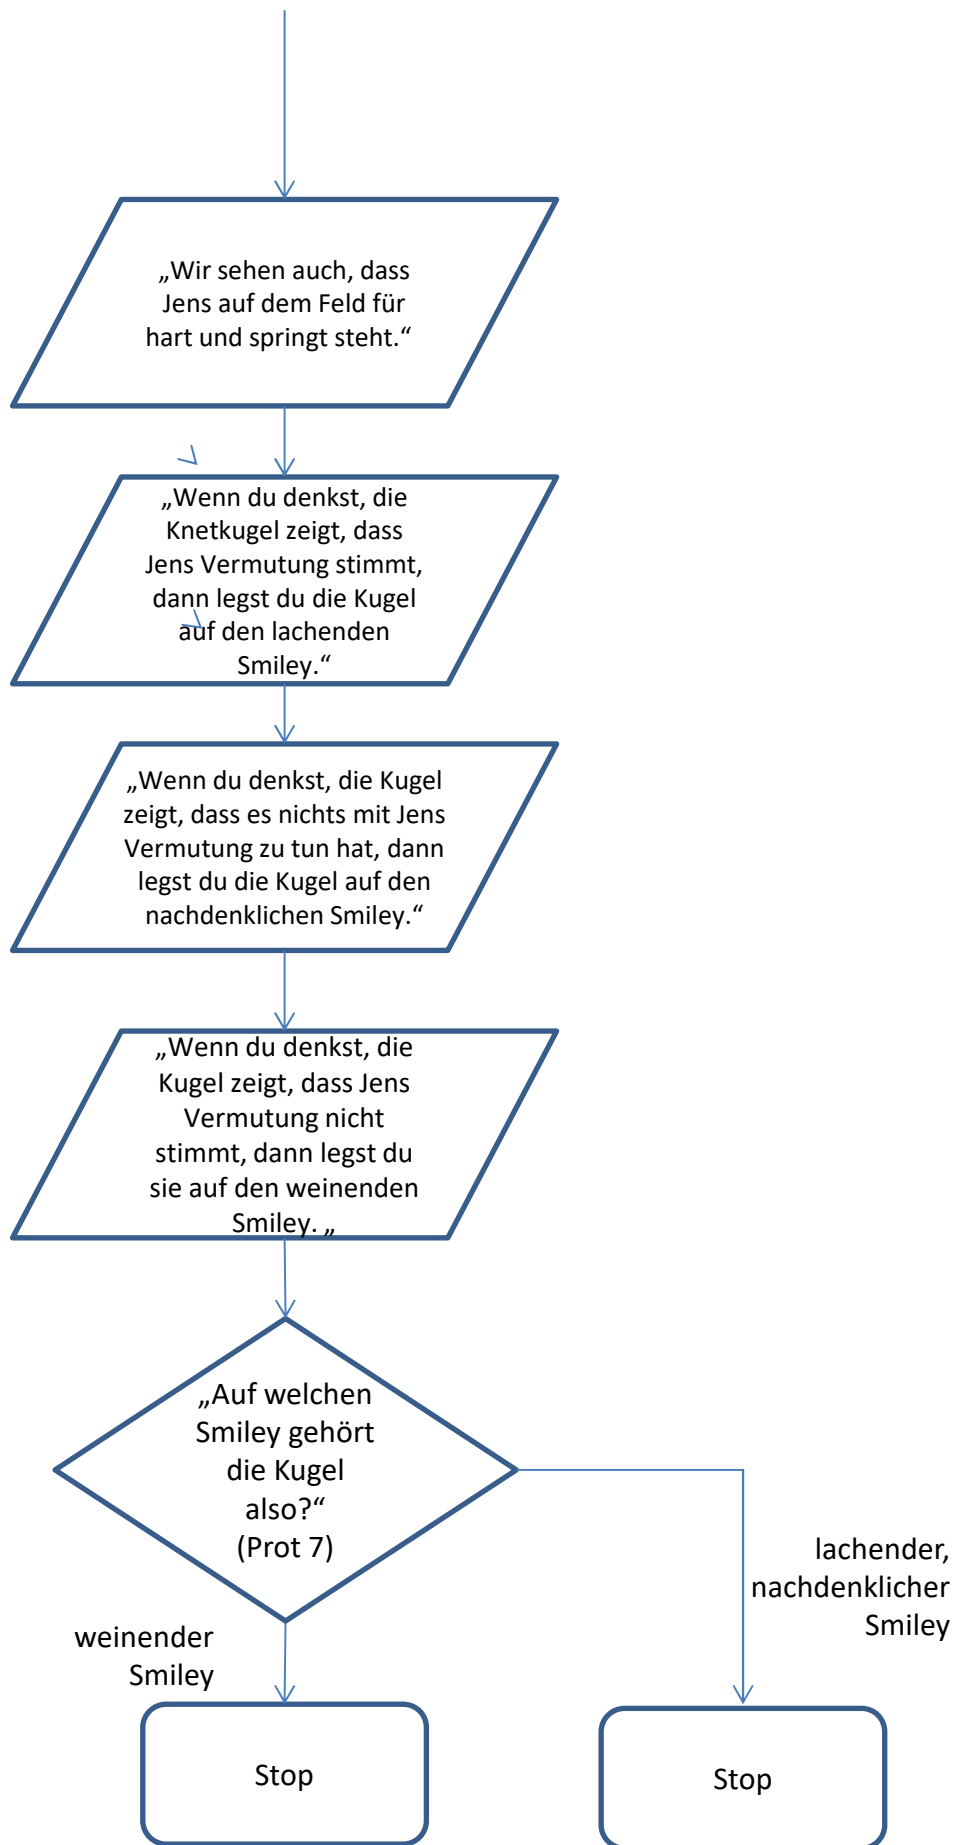 „Wir sehen auch, dass
Jens auf dem Feld für
hart und springt steht.“
„Wenn du denkst, die
Knetkugel zeigt, dass
Jens Vermutung stimmt,
dann legst du die Kugel
auf den lachenden
Smiley.“
„Wenn du denkst, die Kugel
zeigt, dass es nichts mit Jens
Vermutung zu tun hat, dann
legst du die Kugel auf den
nachdenklichen Smiley.“
„Wenn du denkst, die
Kugel zeigt, dass Jens
Vermutung nicht
stimmt, dann legst du
sie auf den weinenden
Smiley. „
„Auf welchen
Smiley gehört
die Kugel
also?“
(Prot 7)
lachender,
nachdenklicher
Smiley
weinender
Smiley
Stop
Stop